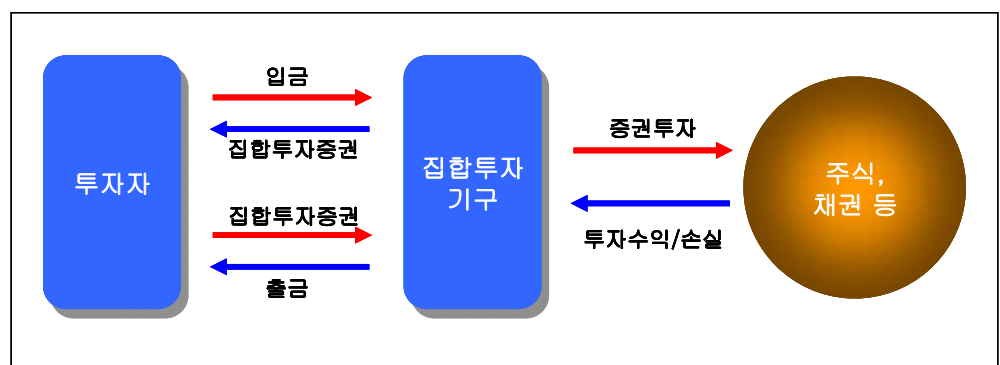 투자자
입금
집합투자증권
집합투자증권
출금
집합투자
기구
증권투자
투자수익/손실
주식,
채권 등